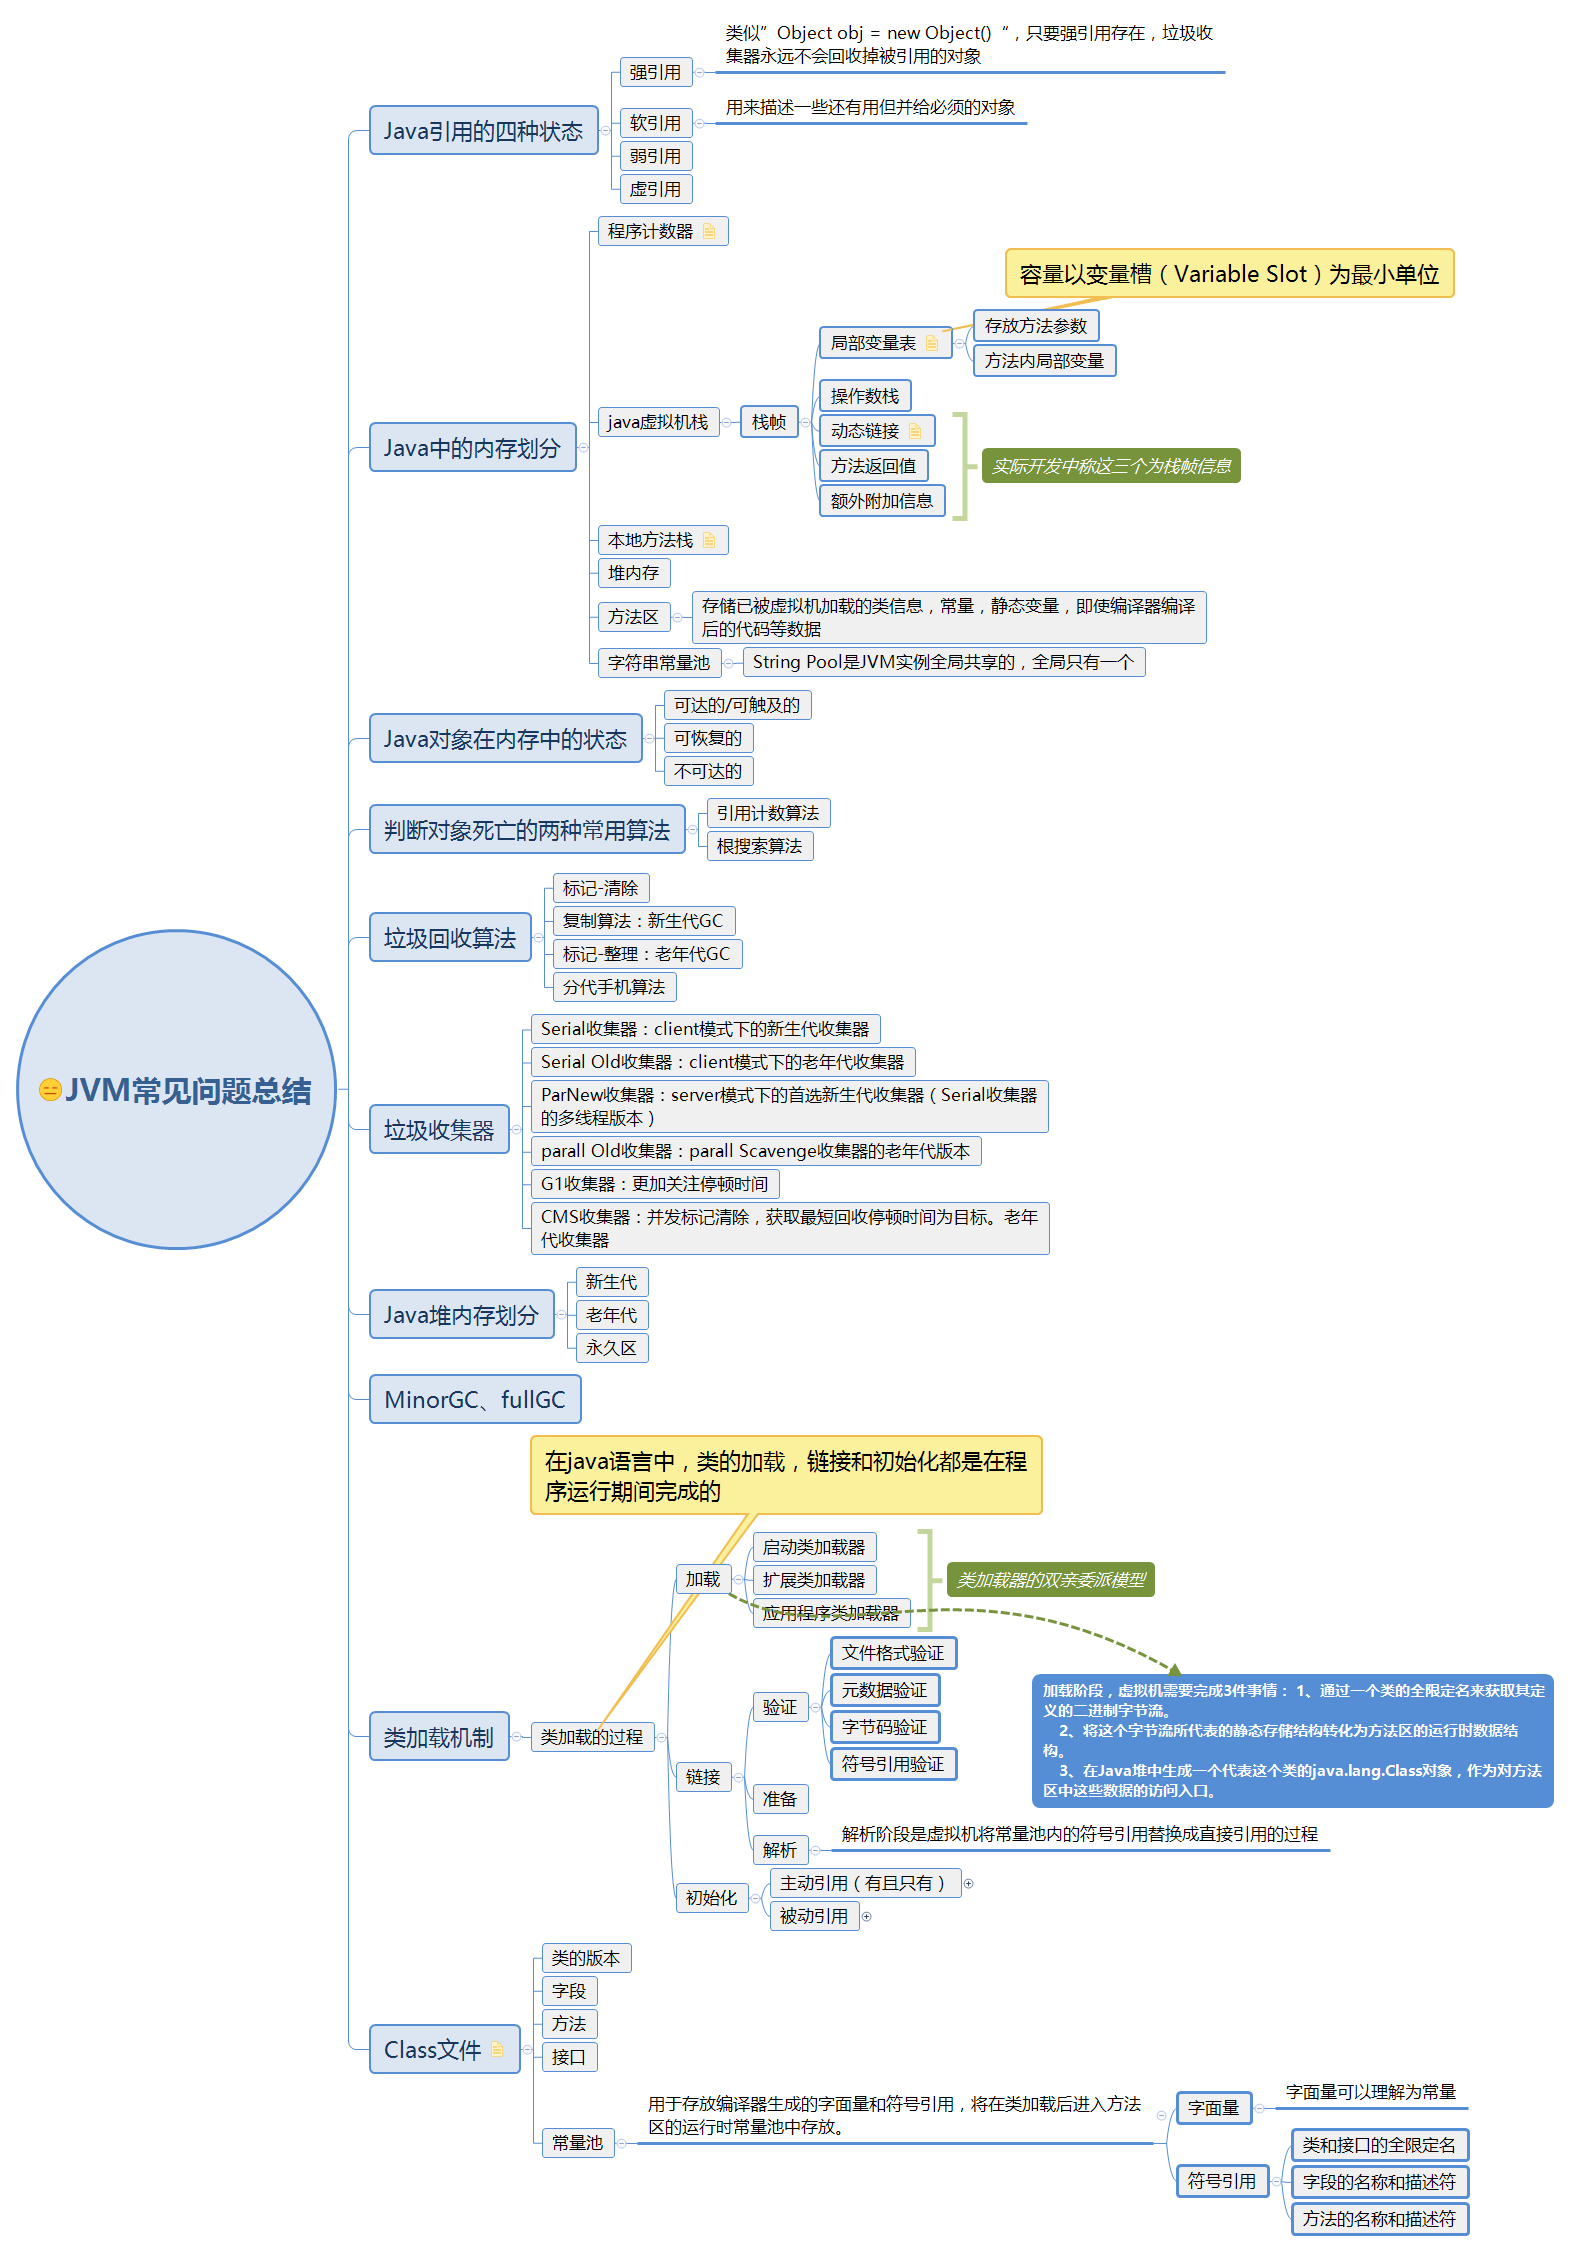 JVM常见问题总结
Java引用的四种状态
强引用
类似”Object obj = new Object()“，只要强引用存在，垃圾收
集器永远不会回收掉被引用的对象
软引用
用来描述一些还有用但并给必须的对象
弱引用
虚引用
Java中的内存划分
程序计数器
java虚拟机栈
栈帧
容量以变量槽（Variable Slot）为最小单位
局部变量表
存放方法参数
方法内局部变量
操作数栈
动态链接
方法返回值
额外附加信息
实际开发中称这三个为栈帧信息
本地方法栈
堆内存
方法区
存储已被虚拟机加载的类信息，常量，静态变量，即使编译器编译
后的代码等数据
字符串常量池
String Pool是JVM实例全局共享的，全局只有一个
Java对象在内存中的状态
可达的/可触及的
可恢复的
不可达的
判断对象死亡的两种常用算法
引用计数算法
根搜索算法
垃圾回收算法
标记-清除
复制算法：新生代GC
标记-整理：老年代GC
分代手机算法
垃圾收集器
Serial收集器：client模式下的新生代收集器
Serial Old收集器：client模式下的老年代收集器
ParNew收集器：server模式下的首选新生代收集器（Serial收集器
的多线程版本）
parall Old收集器：parall Scavenge收集器的老年代版本
G1收集器：更加关注停顿时间
CMS收集器：并发标记清除，获取最短回收停顿时间为目标。老年
代收集器
Java堆内存划分
新生代
老年代
永久区
MinorGC、fullGC
类加载机制
在java语言中，类的加载，链接和初始化都是在程
序运行期间完成的
类加载的过程
加载
启动类加载器
扩展类加载器
应用程序类加载器
类加载器的双亲委派模型
加载阶段，虚拟机需要完成3件事情： 1、通过一个类的全限定名来获取其定
义的二进制字节流。
2、将这个字节流所代表的静态存储结构转化为方法区的运行时数据结
构。
3、在Java堆中生成一个代表这个类的java.lang.Class对象，作为对方法
区中这些数据的访问入口。
链接
验证
文件格式验证
元数据验证
字节码验证
符号引用验证
准备
解析
解析阶段是虚拟机将常量池内的符号引用替换成直接引用的过程
初始化
主动引用（有且只有）
被动引用
Class文件
类的版本
字段
方法
接口
常量池
用于存放编译器生成的字面量和符号引用，将在类加载后进入方法
区的运行时常量池中存放。
字面量
字面量可以理解为常量
符号引用
类和接口的全限定名
字段的名称和描述符
方法的名称和描述符